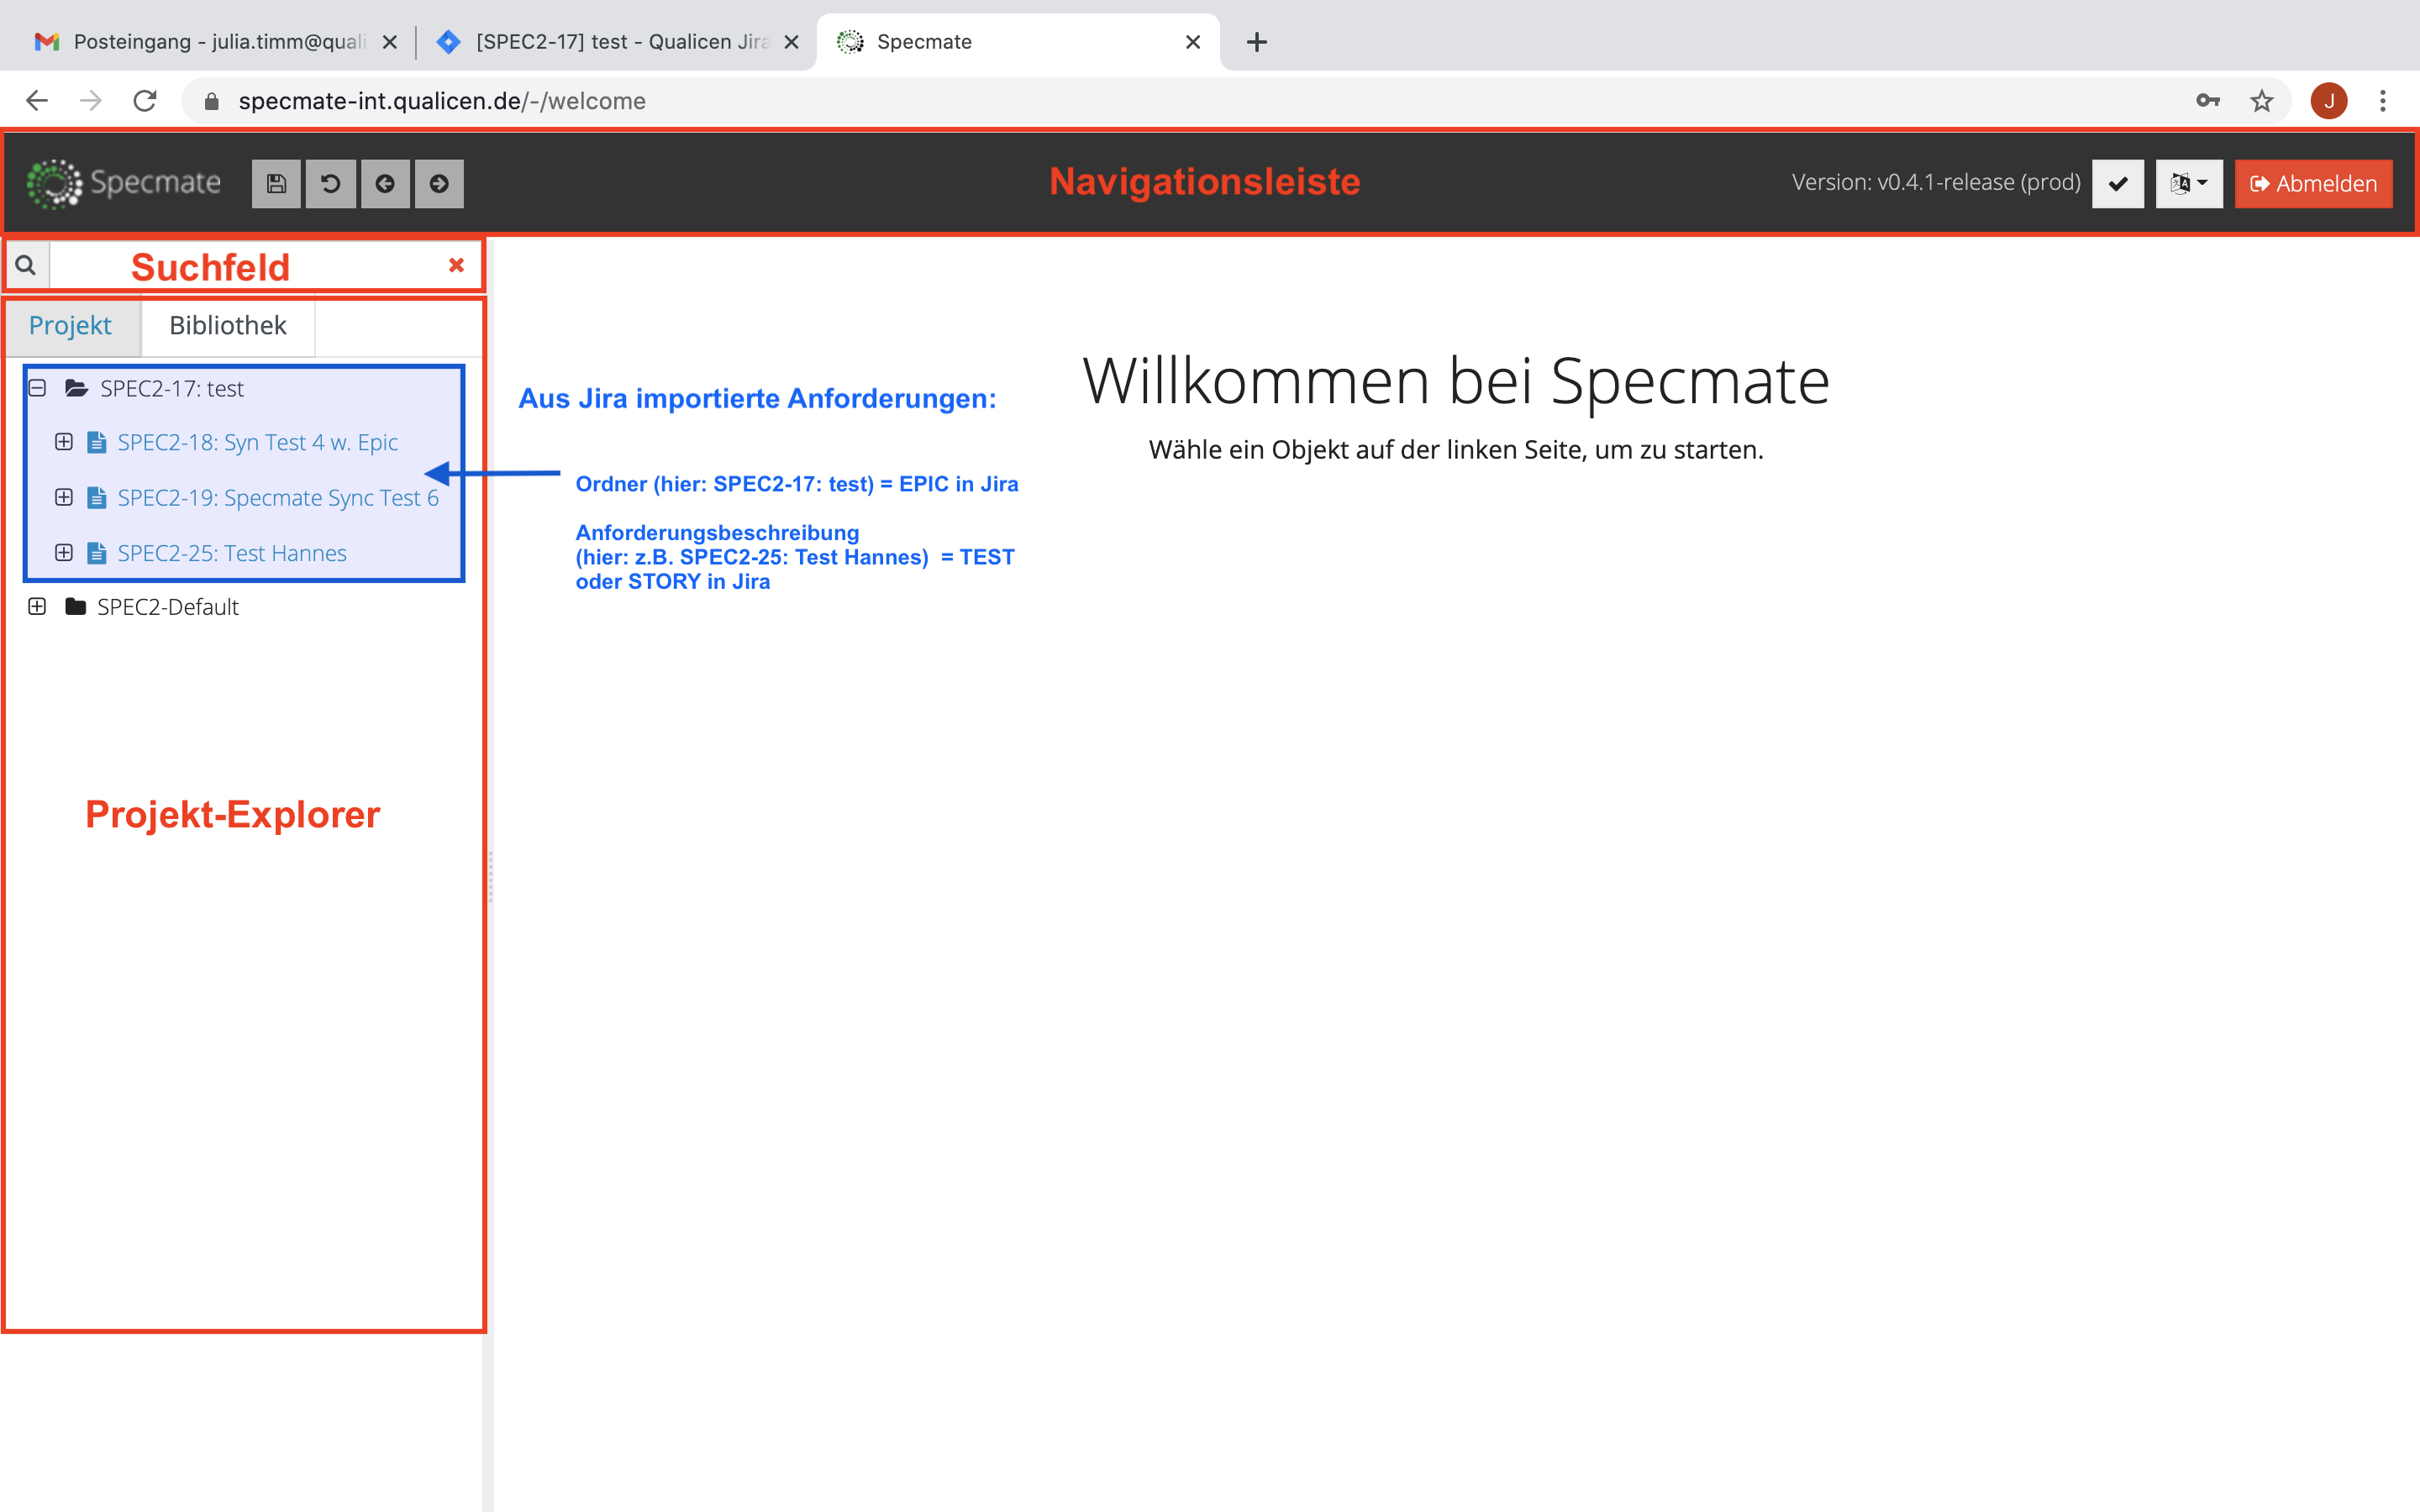 Posteingang - julia.timm@quali
[SPEC2-17] test - Qualicen Jira
Specmate
specmate-int.qualicen.de/-/welcome
J
Specmate
Navigationsleiste
Version: v0.4.1-release (prod)
Abmelden
Suchfeld
Projekt
Bibliothek
SPEC2-17: test
SPEC2-18: Syn Test 4 w. Epic
SPEC2-19: Specmate Sync Test 6
SPEC2-25: Test Hannes
SPEC2-Default
Projekt-Explorer
Aus Jira importierte Anforderungen:
Ordner (hier: SPEC2-17: test) = EPIC in Jira
Anforderungsbeschreibung
(hier: z.B. SPEC2-25: Test Hannes)  = TEST
oder STORY in Jira
Willkommen bei Specmate
Wähle ein Objekt auf der linken Seite, um zu starten.